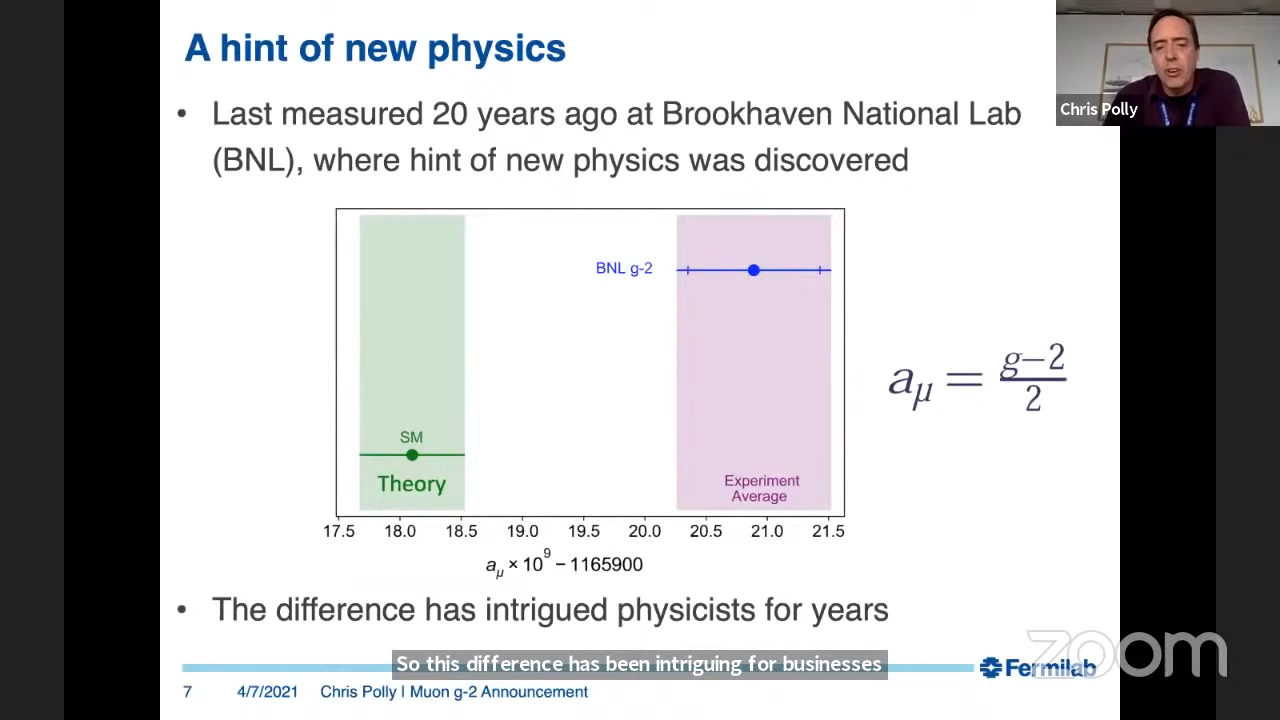 A hint of new physics
• Last measured 20 years ago at Brookhaven National Lab
(BNL), where hint of new physics was discovered
Chris Polly
BNL g-2
SM
Theory
Experiment
Average
17.5 18.0 18.5 19.0 19.5 20.0 20.5 21.0 21.5
aμ × 10⁹ − 1165900
aμ = g−2 / 2
• The difference has intrigued physicists for years
So this difference has been intriguing for businesses
zoom
Fermilab
7 4/7/2021 Chris Polly | Muon g-2 Announcement